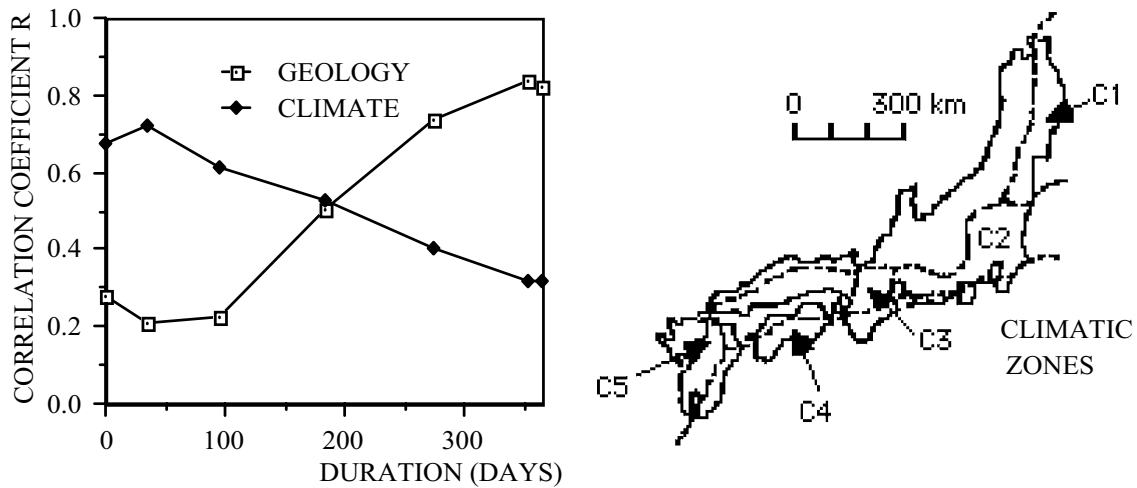 CORRELATION COEFFICIENT R
1.0
0.8
0.6
0.4
0.2
0.0
GEOLOGY
CLIMATE
0 100 200 300
DURATION (DAYS)
0 300 km
C1
C2
C3
C4
C5
CLIMATIC
ZONES